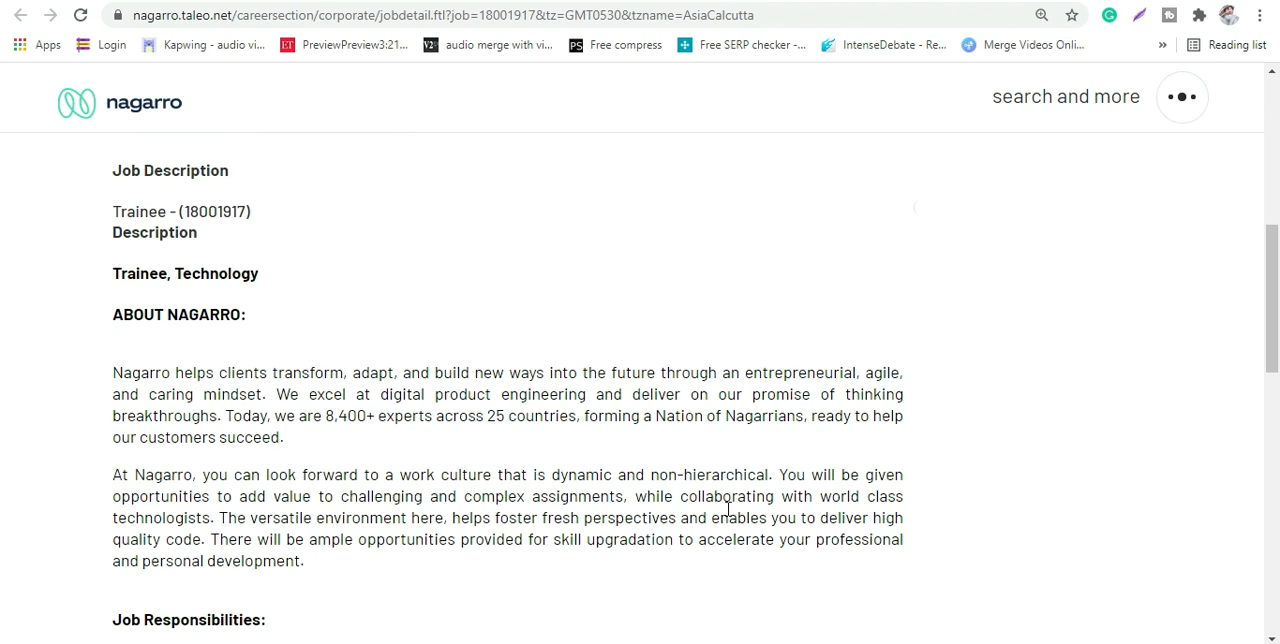 nagarro.taleo.net/careersection/corporate/jobdetail.ftl?job=18001917&tz=GMT0530&tzname=AsiaCalcutta
Apps Login Kapwing - audio vi... ET PreviewPreview3:21... V2 audio merge with vi... PS Free compress Free SERP checer -... IntenseDebate - Re... Merge Videos Onli... » Reading list
nagarro search and more
Job Description
Trainee - (18001917)
Description
Trainee, Technology
ABOUT NAGARRO:
Nagarro helps clients transform, adapt, and build new ways into the future through an entrepreneurial, agile,
and caring mindset. We excel at digital product engineering and deliver on our promise of thinking
breakthroughs. Today, we are 8,400+ experts across 25 countries, forming a Nation of Nagarrians, ready to help
our customers succeed.
At Nagarro, you can look forward to a work culture that is dynamic and non-hierarchical. You will be given
opportunities to add value to challenging and complex assignments, while collaborating with world class
technologists. The versatile environment here, helps foster fresh perspectives and enables you to deliver high
quality code. There will be ample opportunities provided for skill upgradation to accelerate your professional
and personal development.
Job Responsibilities: